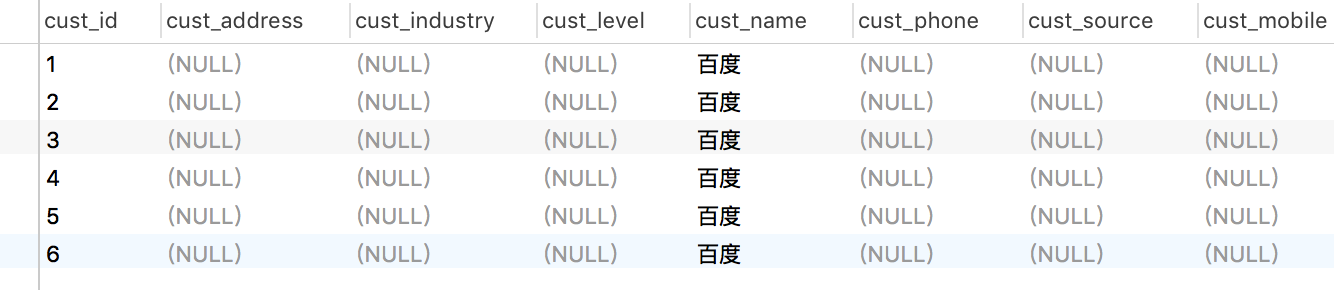 cust_id cust_address cust_industry cust_level cust_name cust_phone cust_source cust_mobile
1 (NULL) (NULL) (NULL) 百度 (NULL) (NULL) (NULL)
2 (NULL) (NULL) (NULL) 百度 (NULL) (NULL) (NULL)
3 (NULL) (NULL) (NULL) 百度 (NULL) (NULL) (NULL)
4 (NULL) (NULL) (NULL) 百度 (NULL) (NULL) (NULL)
5 (NULL) (NULL) (NULL) 百度 (NULL) (NULL) (NULL)
6 (NULL) (NULL) (NULL) 百度 (NULL) (NULL) (NULL)